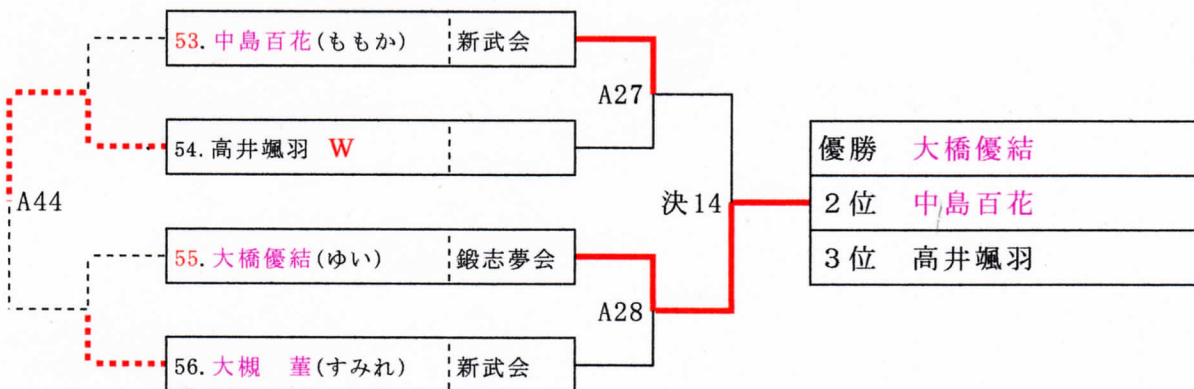 53. 中島百花(ももか) 新武会
A27
54. 高井颯羽 W
A44
決14
55. 大橋優結(ゆい) 鍛志夢会
A28
56. 大槻 菫(すみれ) 新武会
優勝 大橋優結
2位 中島百花
3位 高井颯羽